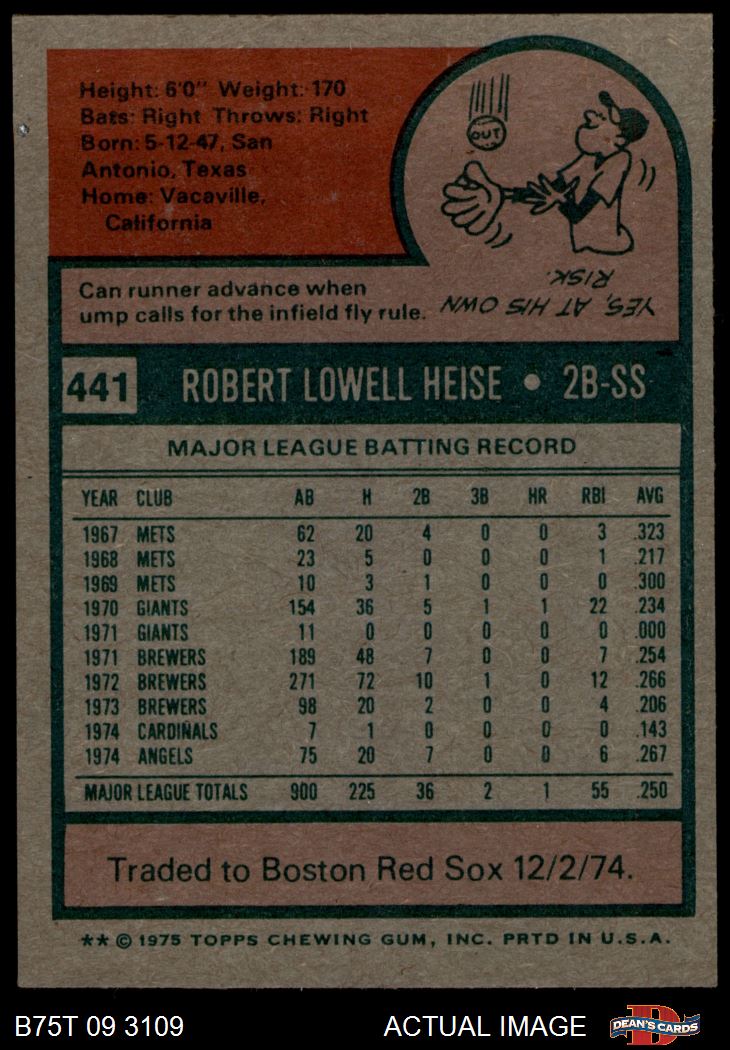 Height: 6'0" Weight: 170
Bats: Right Throws: Right
Born: 5-12-47, San
Antonio, Texas
Home: Vacaville,
California
OUT
Can runner advance when
ump calls for the infield fly rule.
YES, AT HIS OWN
RISK.
441 ROBERT LOWELL HEISE • 2B-SS
MAJOR LEAGUE BATTING RECORD
YEAR CLUB AB H 2B 3B HR RBI AVG
1967 METS 62 20 4 0 0 3 .323
1968 METS 23 5 0 0 0 1 .217
1969 METS 10 3 1 0 0 0 .300
1970 GIANTS 154 36 5 1 1 22 .234
1971 GIANTS 11 0 0 0 0 0 .000
1971 BREWERS 189 48 7 0 0 7 .254
1972 BREWERS 271 72 10 1 0 12 .266
1973 BREWERS 98 20 2 0 0 4 .206
1974 CARDINALS 7 1 0 0 0 0 .143
1974 ANGELS 75 20 7 0 0 6 .267
MAJOR LEAGUE TOTALS 900 225 36 2 1 55 .250
Traded to Boston Red Sox 12/2/74.
** © 1975 TOPPS CHEWING GUM, INC. PRTD IN U.S.A.
B75T 09 3109 ACTUAL IMAGE DEAN'S CARDS